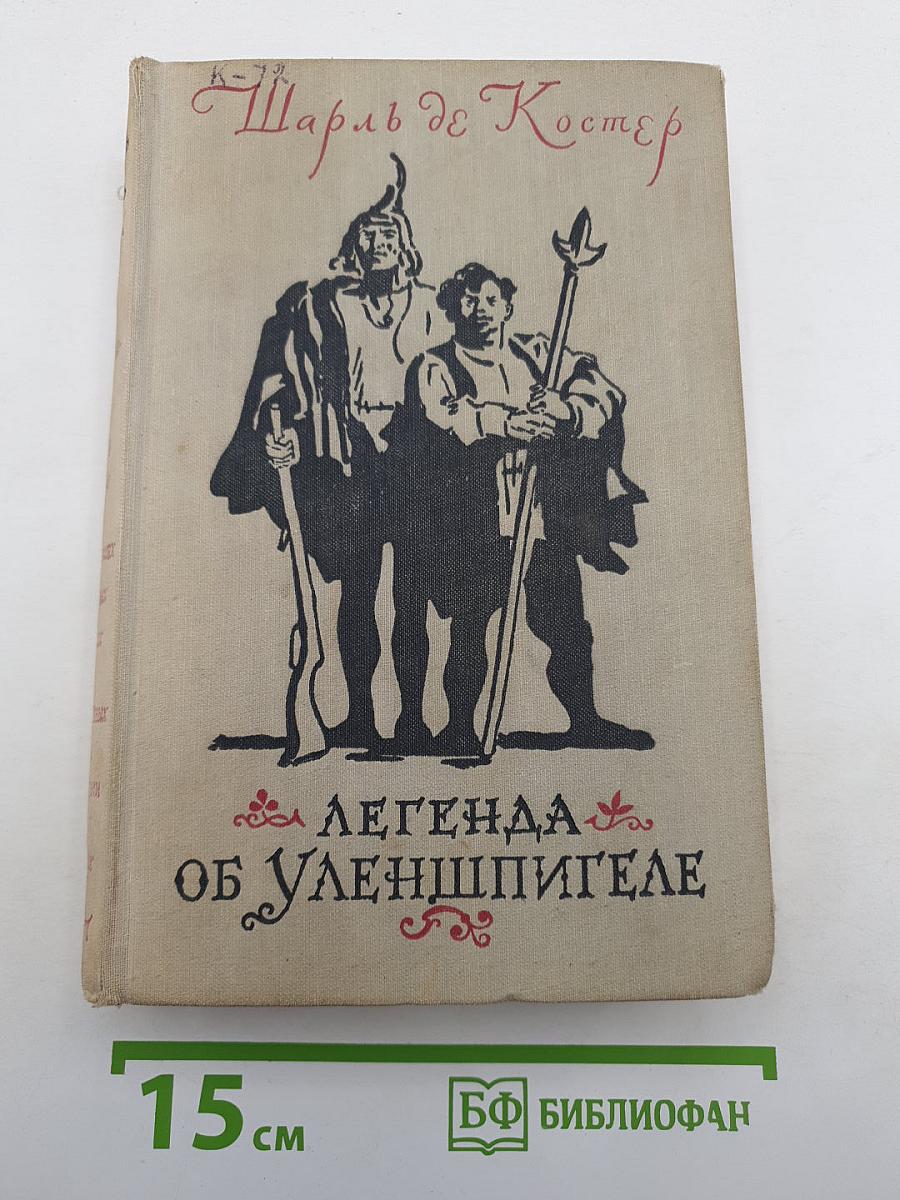 К-72
Шарль де Костер
ЛЕГЕНДА
ОБ УЛЕНШПИГЕЛЕ
15 см
БФ БИБЛИОФАН